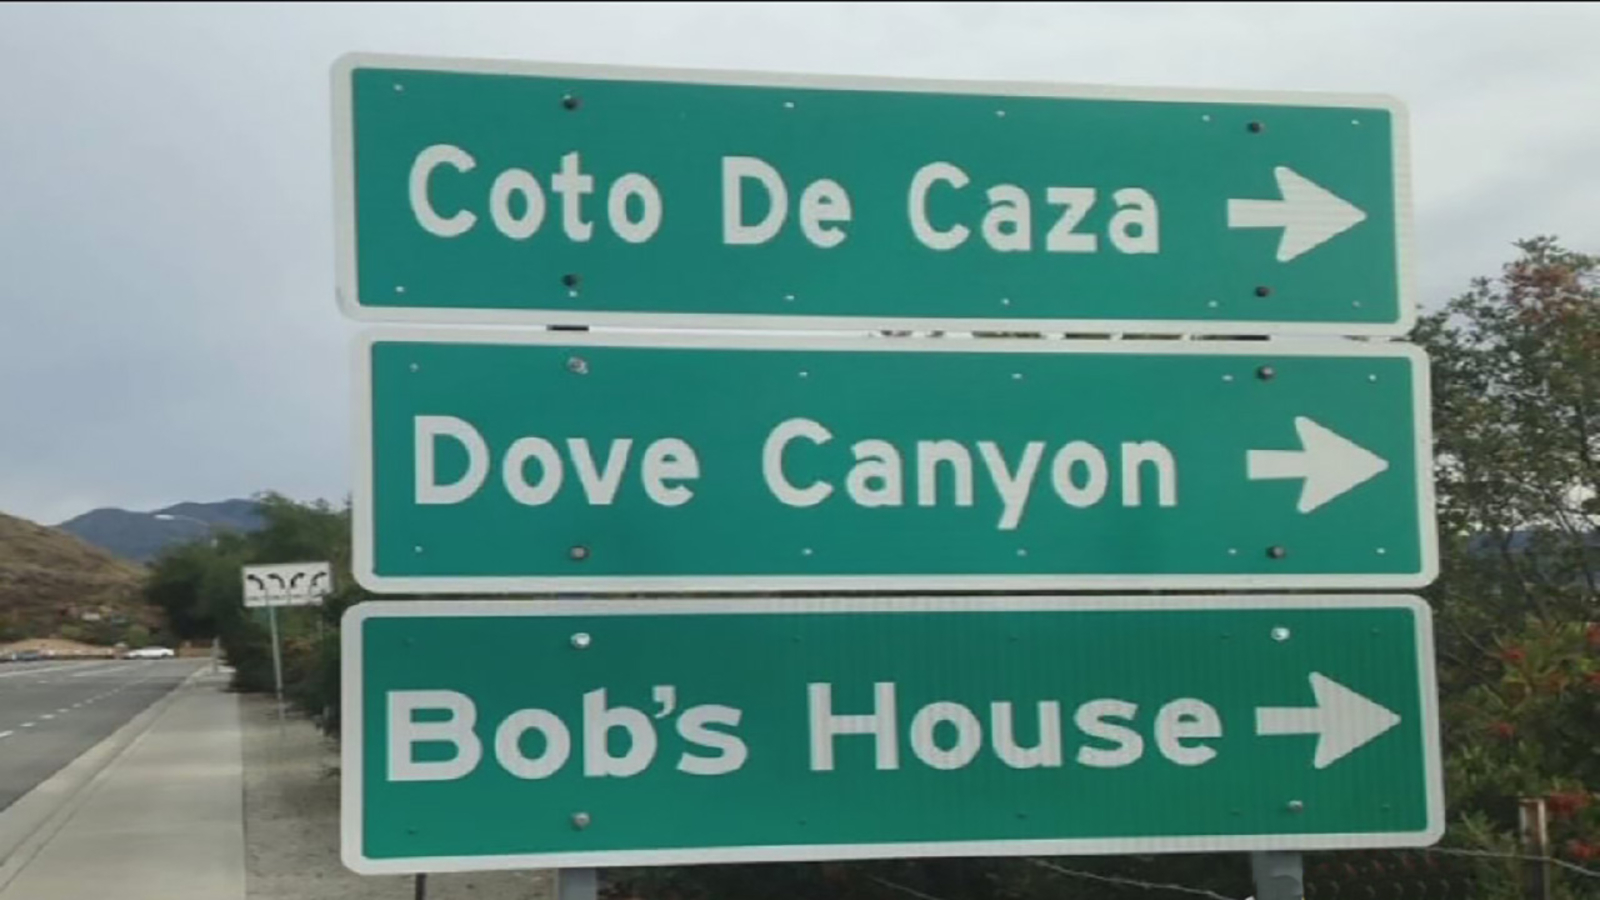 Coto De Caza
Dove Canyon
Bob's House